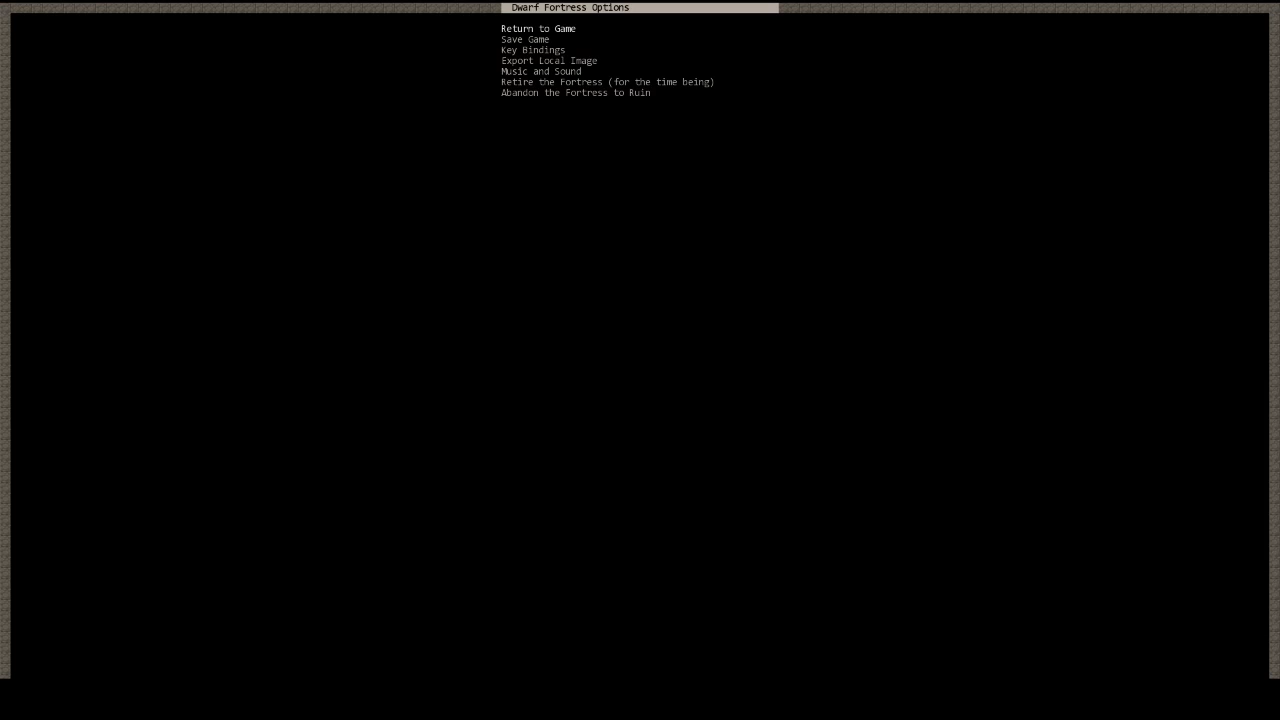 Dwarf Fortress Options
Return to Game
Save Game
Key Bindings
Export Local Image
Music and Sound
Retire the Fortress (for the time being)
Abandon the Fortress to Ruin